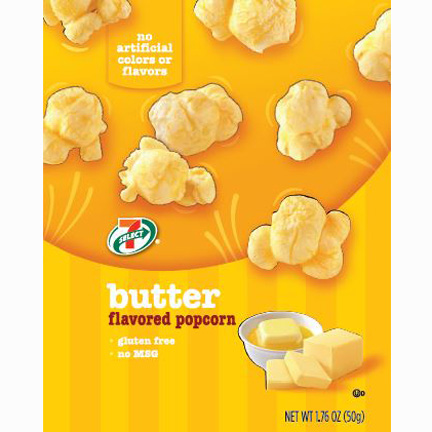 no
artificial
colors or
flavors
7
SELECT
®
butter
flavored popcorn
• gluten free
• no MSG
NET WT 1.76 OZ (50g)